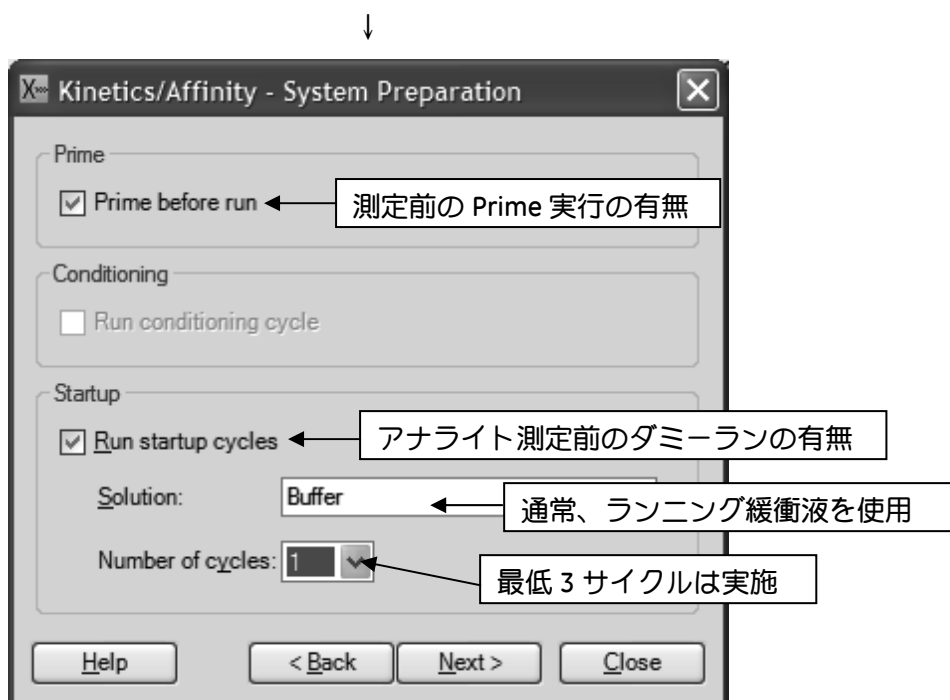 ↓
Kinetics/Affinity - System Preparation
Prime
Prime before run
測定前の Prime 実行の有無
Conditioning
Run conditioning cycle
Startup
Run startup cycles
アナライト測定前のダミーランの有無
Solution: Buffer
通常、ランニング緩衝液を使用
Number of cycles: 1
最低 3 サイクルは実施
Help < Back Next > Close